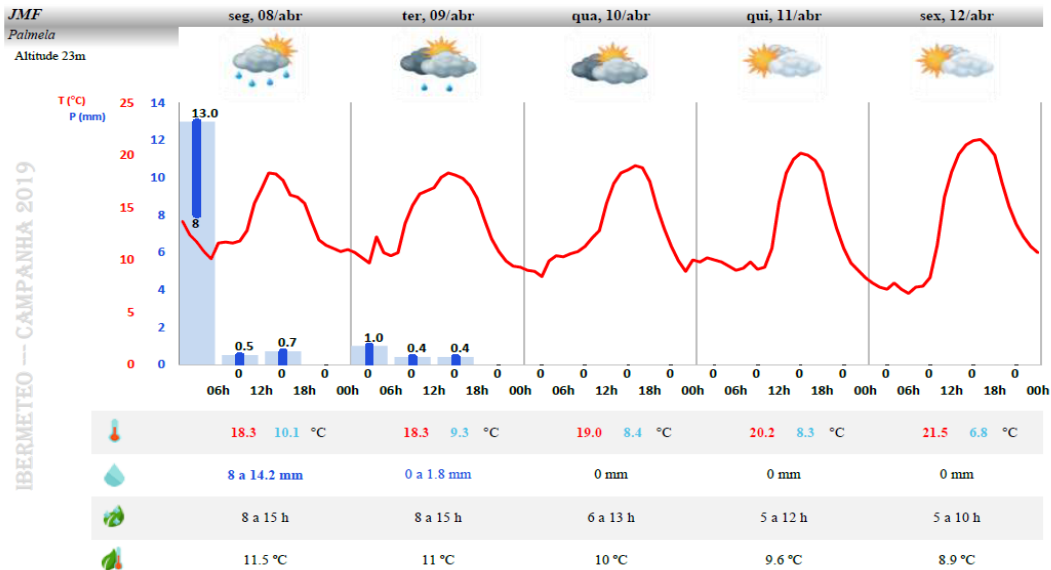 JMF seg, 08/abr ter, 09/abr qua, 10/abr qui, 11/abr sex, 12/abr
Palmela
Altitude 23m
T (°C) 25 14
P (mm)
13.0
12
20
10
15 8
8
6
10
4
5
2
0.5 0.7 1.0 0.4 0.4
0 0
0 0 0 0 0 0 0 0 0 0 0 0 0 0 0 0 0 0
06h 12h 18h 00h 06h 12h 18h 00h 06h 12h 18h 00h 06h 12h 18h 00h 06h 12h 18h 00h
18.3 10.1 °C 18.3 9.3 °C 19.0 8.4 °C 20.2 8.3 °C 21.5 6.8 °C
8 a 14.2 mm 0 a 1.8 mm 0 mm 0 mm 0 mm
8 a 15 h 8 a 15 h 6 a 13 h 5 a 12 h 5 a 10 h
11.5 °C 11 °C 10 °C 9.6 °C 8.9 °C
IBERMETEO --- CAMPANHA 2019